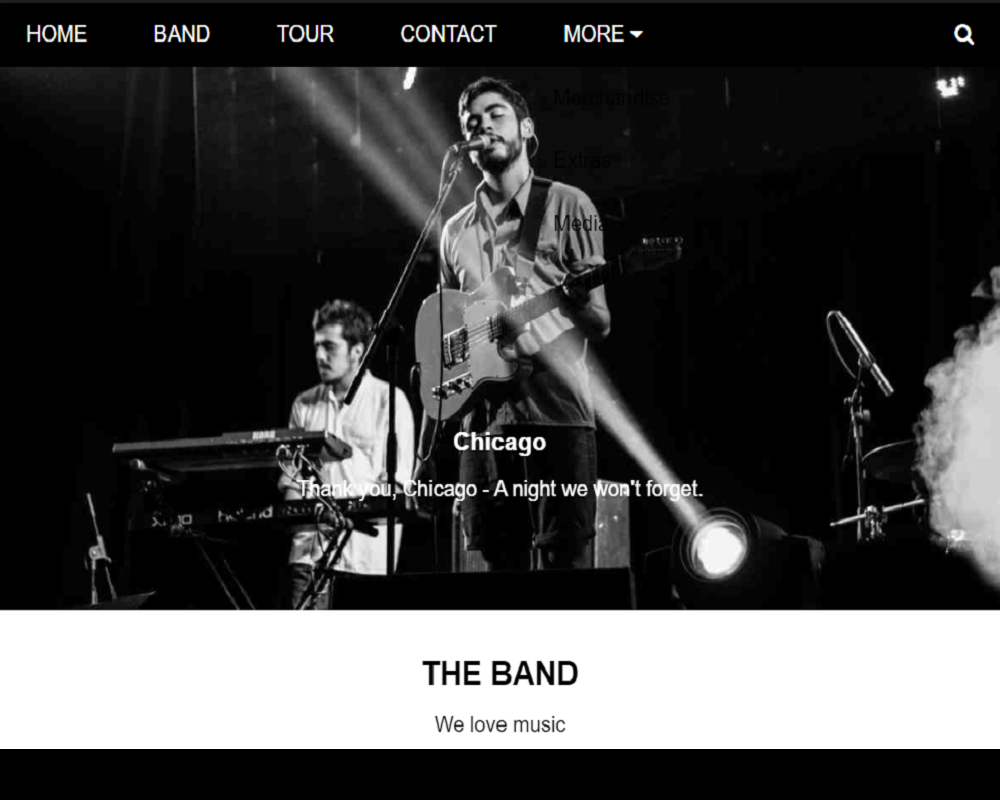 HOME BAND TOUR CONTACT MORE
Merchandise
Extras
Media
Chicago
Thank you, Chicago - A night we won't forget.
THE BAND
We love music